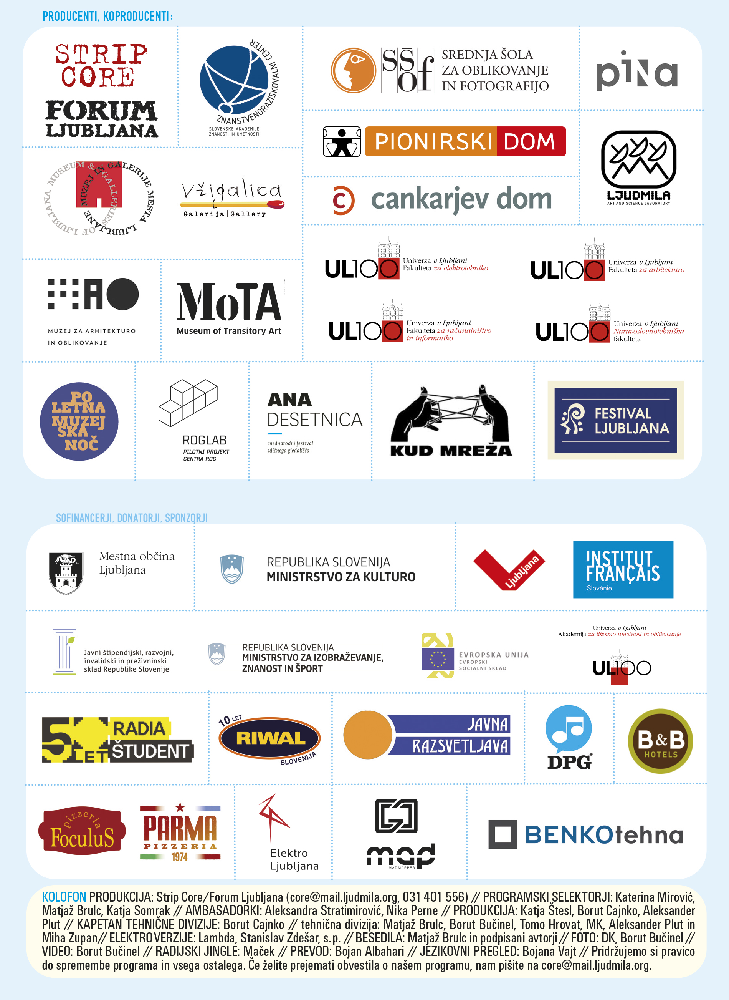 PRODUCENTI, KOPRODUCENTI:
STRIP
CORE
FORUM
LJUBLJANA
ZNANSTVENORAZISKOVALNI CENTER
SLOVENSKE AKADEMIJE
ZNANOSTI IN UMETNOSTI
SŠof
SREDNJA ŠOLA
ZA OBLIKOVANJE
IN FOTOGRAFIJO
piNa
PIONIRSKI DOM
LJUDMILA
ART AND SCIENCE LABORATORY
MUSEUM & GALLERIES OF LJUBLJANA
MUZEJ IN GALERIJE MESTA LJUBLJANE
Vžigalica
Galerija | Gallery
c cankarjev dom
UL100
Univerza v Ljubljani
Fakulteta za elektrotehniko
UL100
Univerza v Ljubljani
Fakulteta za arhitekturo
MAO
MUZEJ ZA ARHITEKTURO
IN OBLIKOVANJE
MoTA
Museum of Transitory Art
UL100
Univerza v Ljubljani
Fakulteta za računalništvo
in informatiko
UL100
Univerza v Ljubljani
Naravoslovnotehniška
fakulteta
PO
LETNA
MUZEJ
SKA
NOČ
ROGLAB
PILOTNI PROJEKT
CENTRA ROG
ANA
DESETNICA
mednarodni festival
uličnega gledališča
KUD MREŽA
FESTIVAL
LJUBLJANA
SOFINANCERJI, DONATORJI, SPONZORJI
Mestna občina
Ljubljana
REPUBLIKA SLOVENIJA
MINISTRSTVO ZA KULTURO
Ljubljana
INSTITUT
FRANÇAIS
Slovénie
Javni štipendijski, razvojni,
invalidski in preživninski
sklad Republike Slovenije
REPUBLIKA SLOVENIJA
MINISTRSTVO ZA IZOBRAŽEVANJE,
ZNANOST IN ŠPORT
EVROPSKA UNIJA
EVROPSKI
SOCIALNI SKLAD
Univerza v Ljubljani
Akademija za likovno umetnost in oblikovanje
UL100
50 LET
RADIA
ŠTUDENT
10 LET
RIWAL
SLOVENIJA
JAVNA
RAZSVETLJAVA
DPG®
B&B
HOTELS
pizzeria
FoculuS
PARMA
PIZZERIA
1974
Elektro
Ljubljana
map
MADMAPPER
BENKOtehna
KOLOFON PRODUKCIJA: Strip Core/Forum Ljubljana (core@mail.ljudmila.org, 031 401 556) // PROGRAMSKI SELEKTORJI: Katerina Mirović,
Matjaž Brulc, Katja Somrak // AMBASADORKI: Aleksandra Stratimirović, Nika Perne // PRODUKCIJA: Katja Štesl, Borut Cajnko, Aleksander
Plut // KAPETAN TEHNIČNE DIVIZIJE: Borut Cajnko // tehnična divizija: Matjaž Brulc, Borut Bučinel, Tomo Hrovat, MK, Aleksander Plut in
Miha Zupan// ELEKTRO VERZIJE: Lambda, Stanislav Zdešar, s.p. // BESEDILA: Matjaž Brulc in podpisani avtorji // FOTO: DK, Borut Bučinel //
VIDEO: Borut Bučinel // RADIJSKI JINGLE: Maček // PREVOD: Bojan Albahari // JEZIKOVNI PREGLED: Bojana Vajt // Pridržujemo si pravico
do spremembe programa in vsega ostalega. Če želite prejemati obvestila o našem programu, nam pišite na core@mail.ljudmila.org.